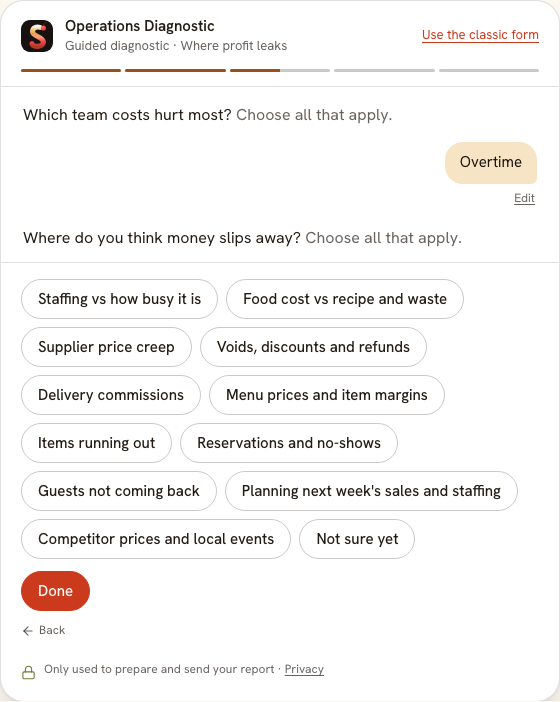 Operations Diagnostic
Guided diagnostic · Where profit leaks
Use the classic form
Which team costs hurt most? Choose all that apply.
Overtime
Edit
Where do you think money slips away? Choose all that apply.
Staffing vs how busy it is
Food cost vs recipe and waste
Supplier price creep
Voids, discounts and refunds
Delivery commissions
Menu prices and item margins
Items running out
Reservations and no-shows
Guests not coming back
Planning next week's sales and staffing
Competitor prices and local events
Not sure yet
Done
← Back
Only used to prepare and send your report · Privacy